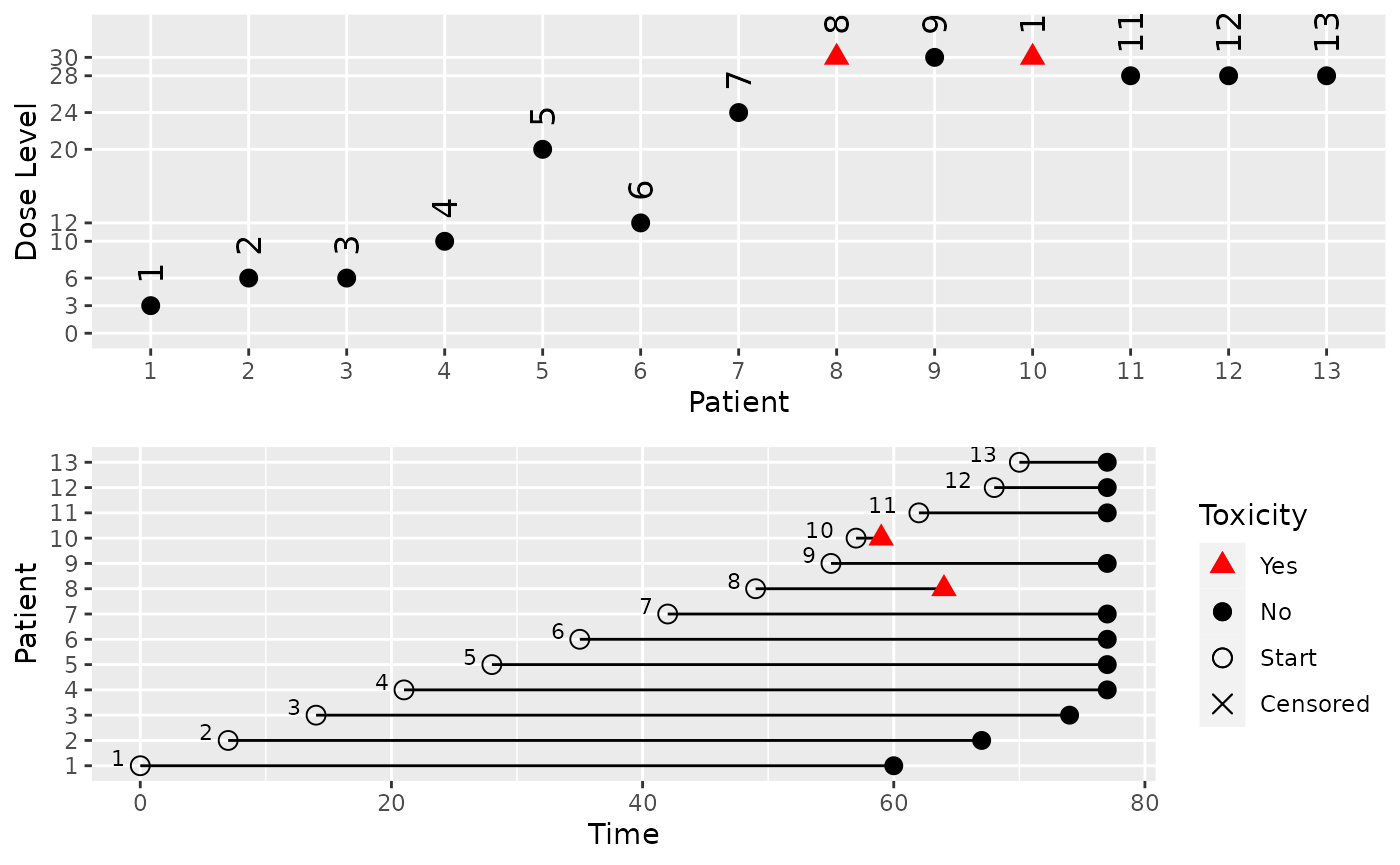 8 9 1 11 12 13
30
28
7
24
5
20
6
4
12
10
2 3
1
6
3
0
Dose Level
1 2 3 4 5 6 7 8 9 10 11 12 13
Patient
13 13
12 12
11 11
10 10
9 9
8 8
7 7
6 6
5 5
4 4
3 3
2 2
1 1
Patient
0 20 40 60 80
Time
Toxicity
Yes
No
Start
Censored